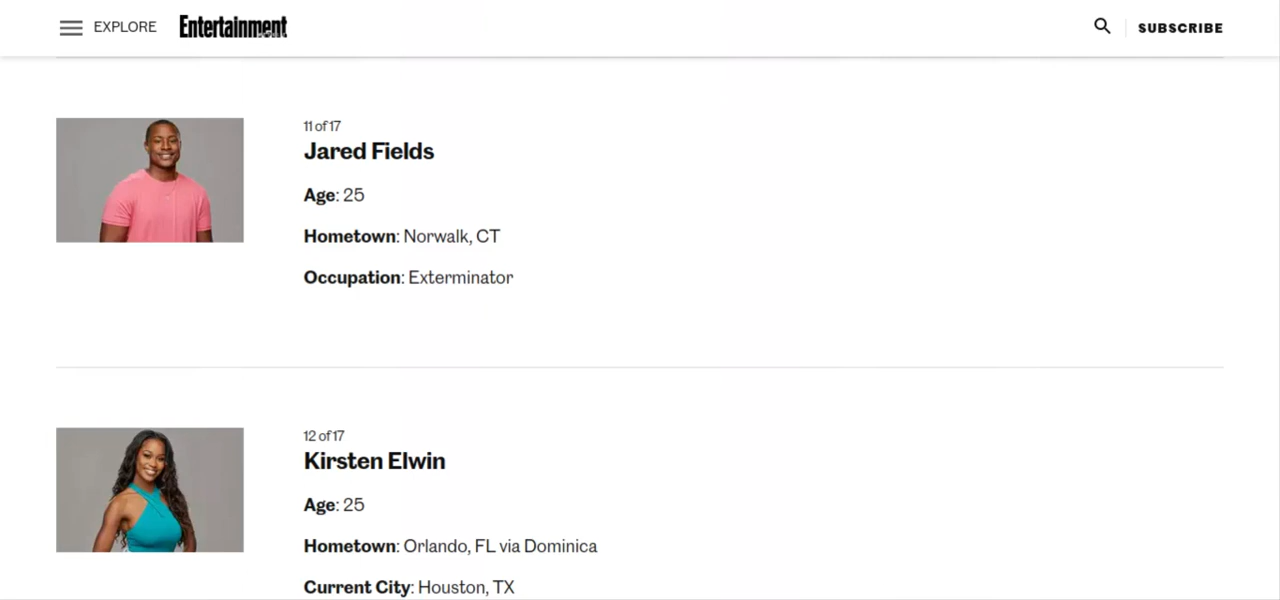 EXPLORE Entertainment SUBSCRIBE
11 of 17
Jared Fields
Age: 25
Hometown: Norwalk, CT
Occupation: Exterminator
12 of 17
Kirsten Elwin
Age: 25
Hometown: Orlando, FL via Dominica
Current City: Houston, TX